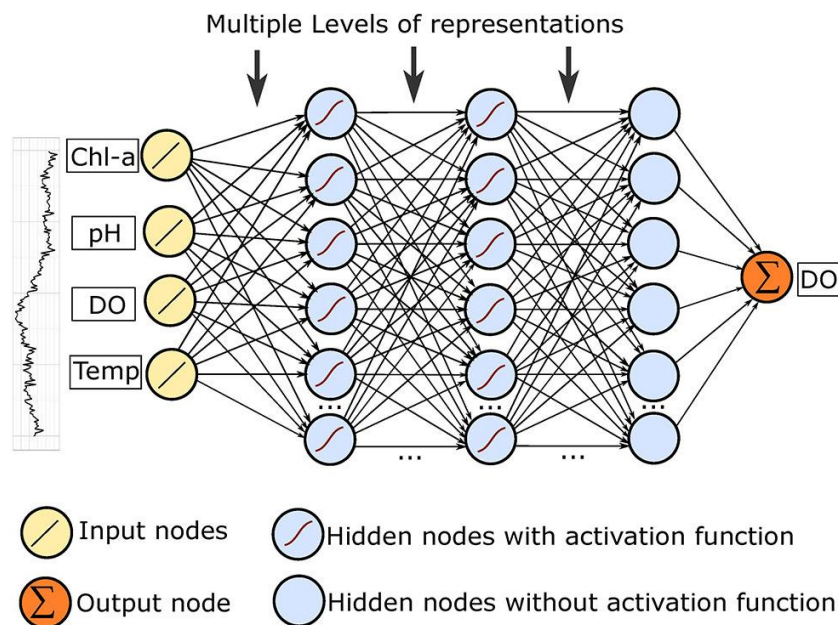 Multiple Levels of representations
Chl-a
pH
DO
Temp
Σ DO
...
...
...
...
...
Input nodes
Hidden nodes with activation function
Σ Output node
Hidden nodes without activation function